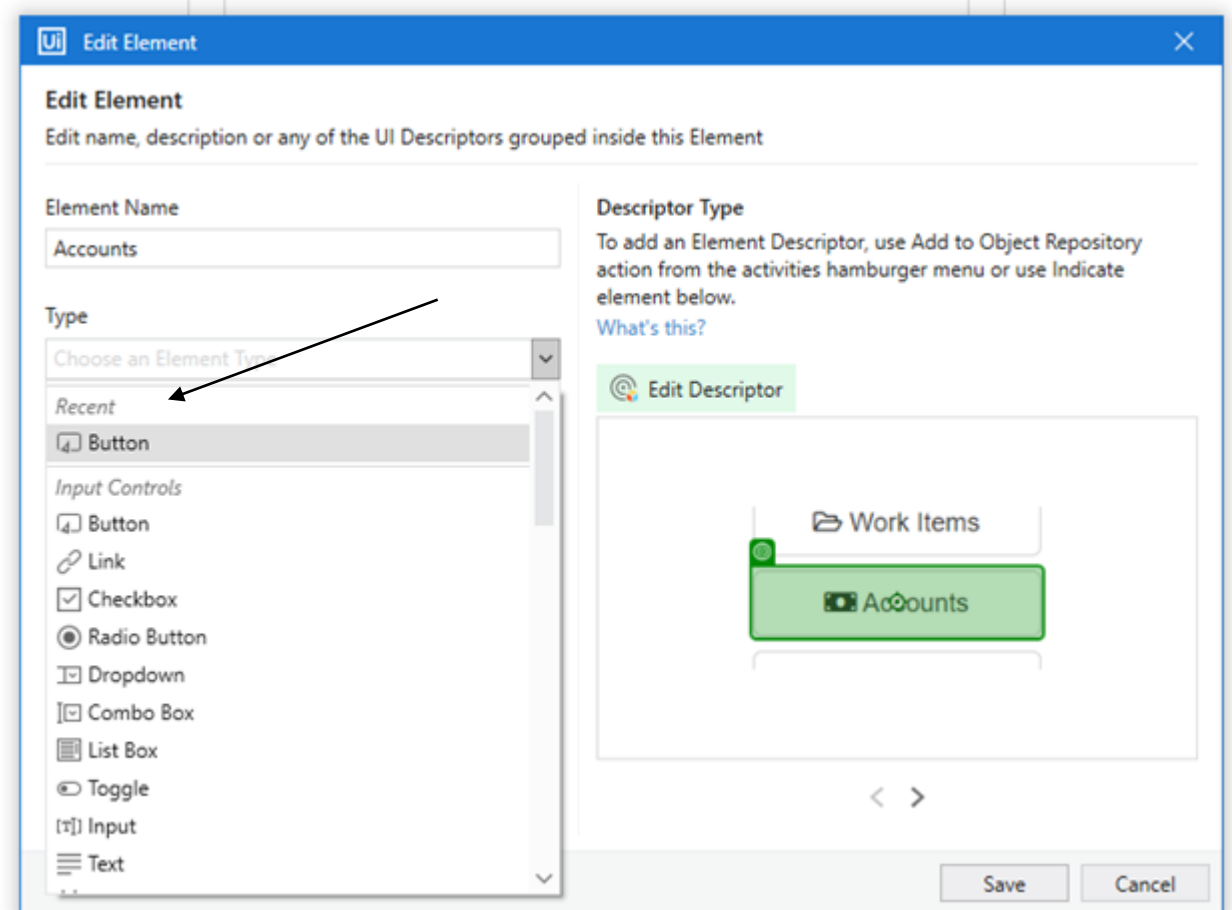 Ui Edit Element
Edit Element
Edit name, description or any of the UI Descriptors grouped inside this Element
Element Name
Accounts
Type
Choose an Element Type
Recent
Button
Input Controls
Button
Link
Checkbox
Radio Button
Dropdown
Combo Box
List Box
Toggle
Input
Text
Descriptor Type
To add an Element Descriptor, use Add to Object Repository
action from the activities hamburger menu or use Indicate
element below.
What's this?
Edit Descriptor
Work Items
Accounts
Save
Cancel